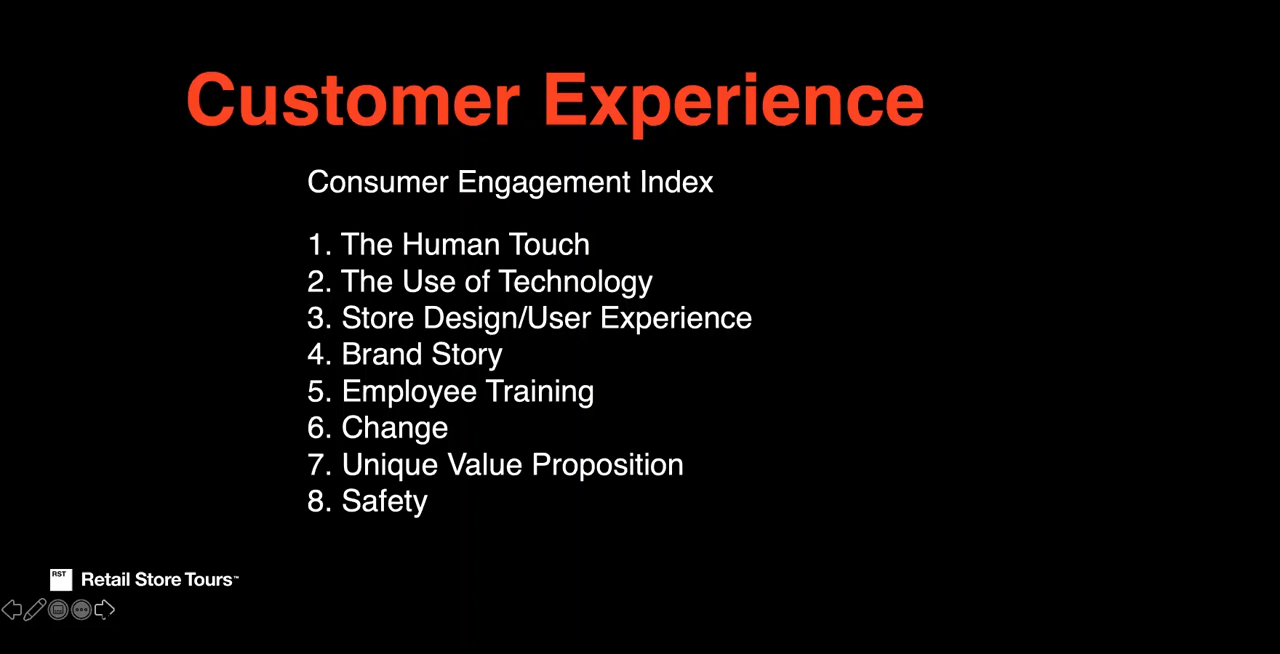 Customer Experience
Consumer Engagement Index
1. The Human Touch
2. The Use of Technology
3. Store Design/User Experience
4. Brand Story
5. Employee Training
6. Change
7. Unique Value Proposition
8. Safety
RST Retail Store Tours™